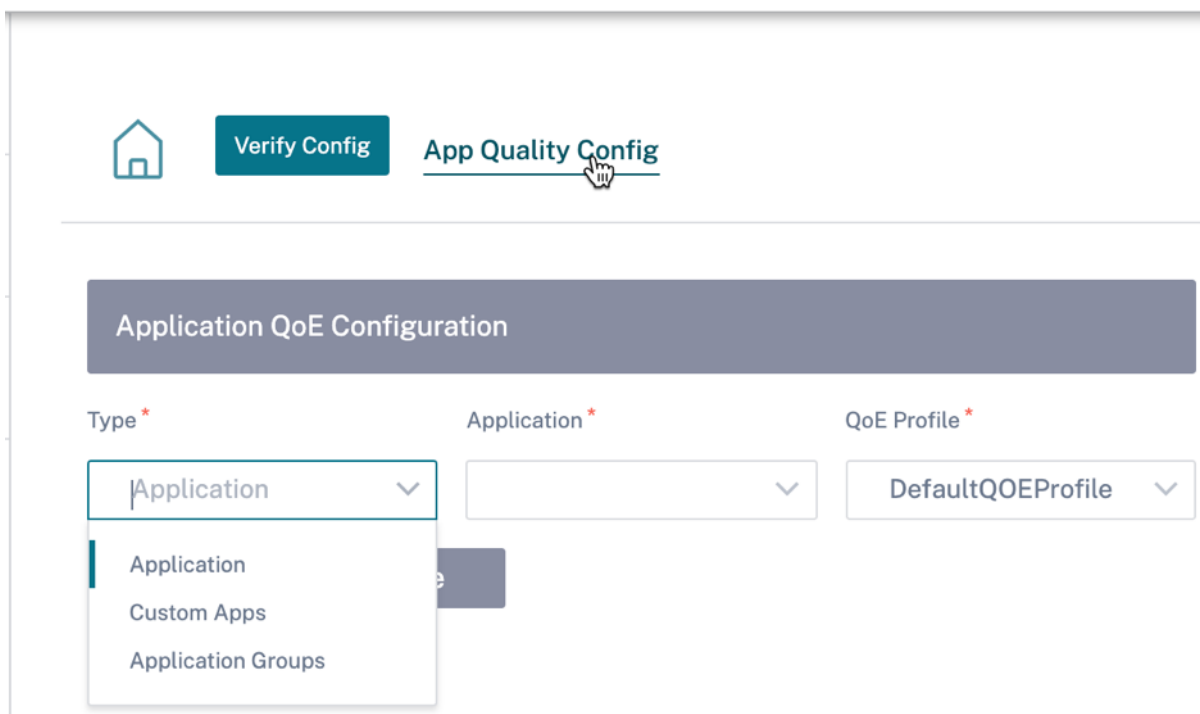 Verify Config
App Quality Config
Application QoE Configuration
Type *
Application *
QoE Profile *
Application
DefaultQOEProfile
Application
Custom Apps
Application Groups